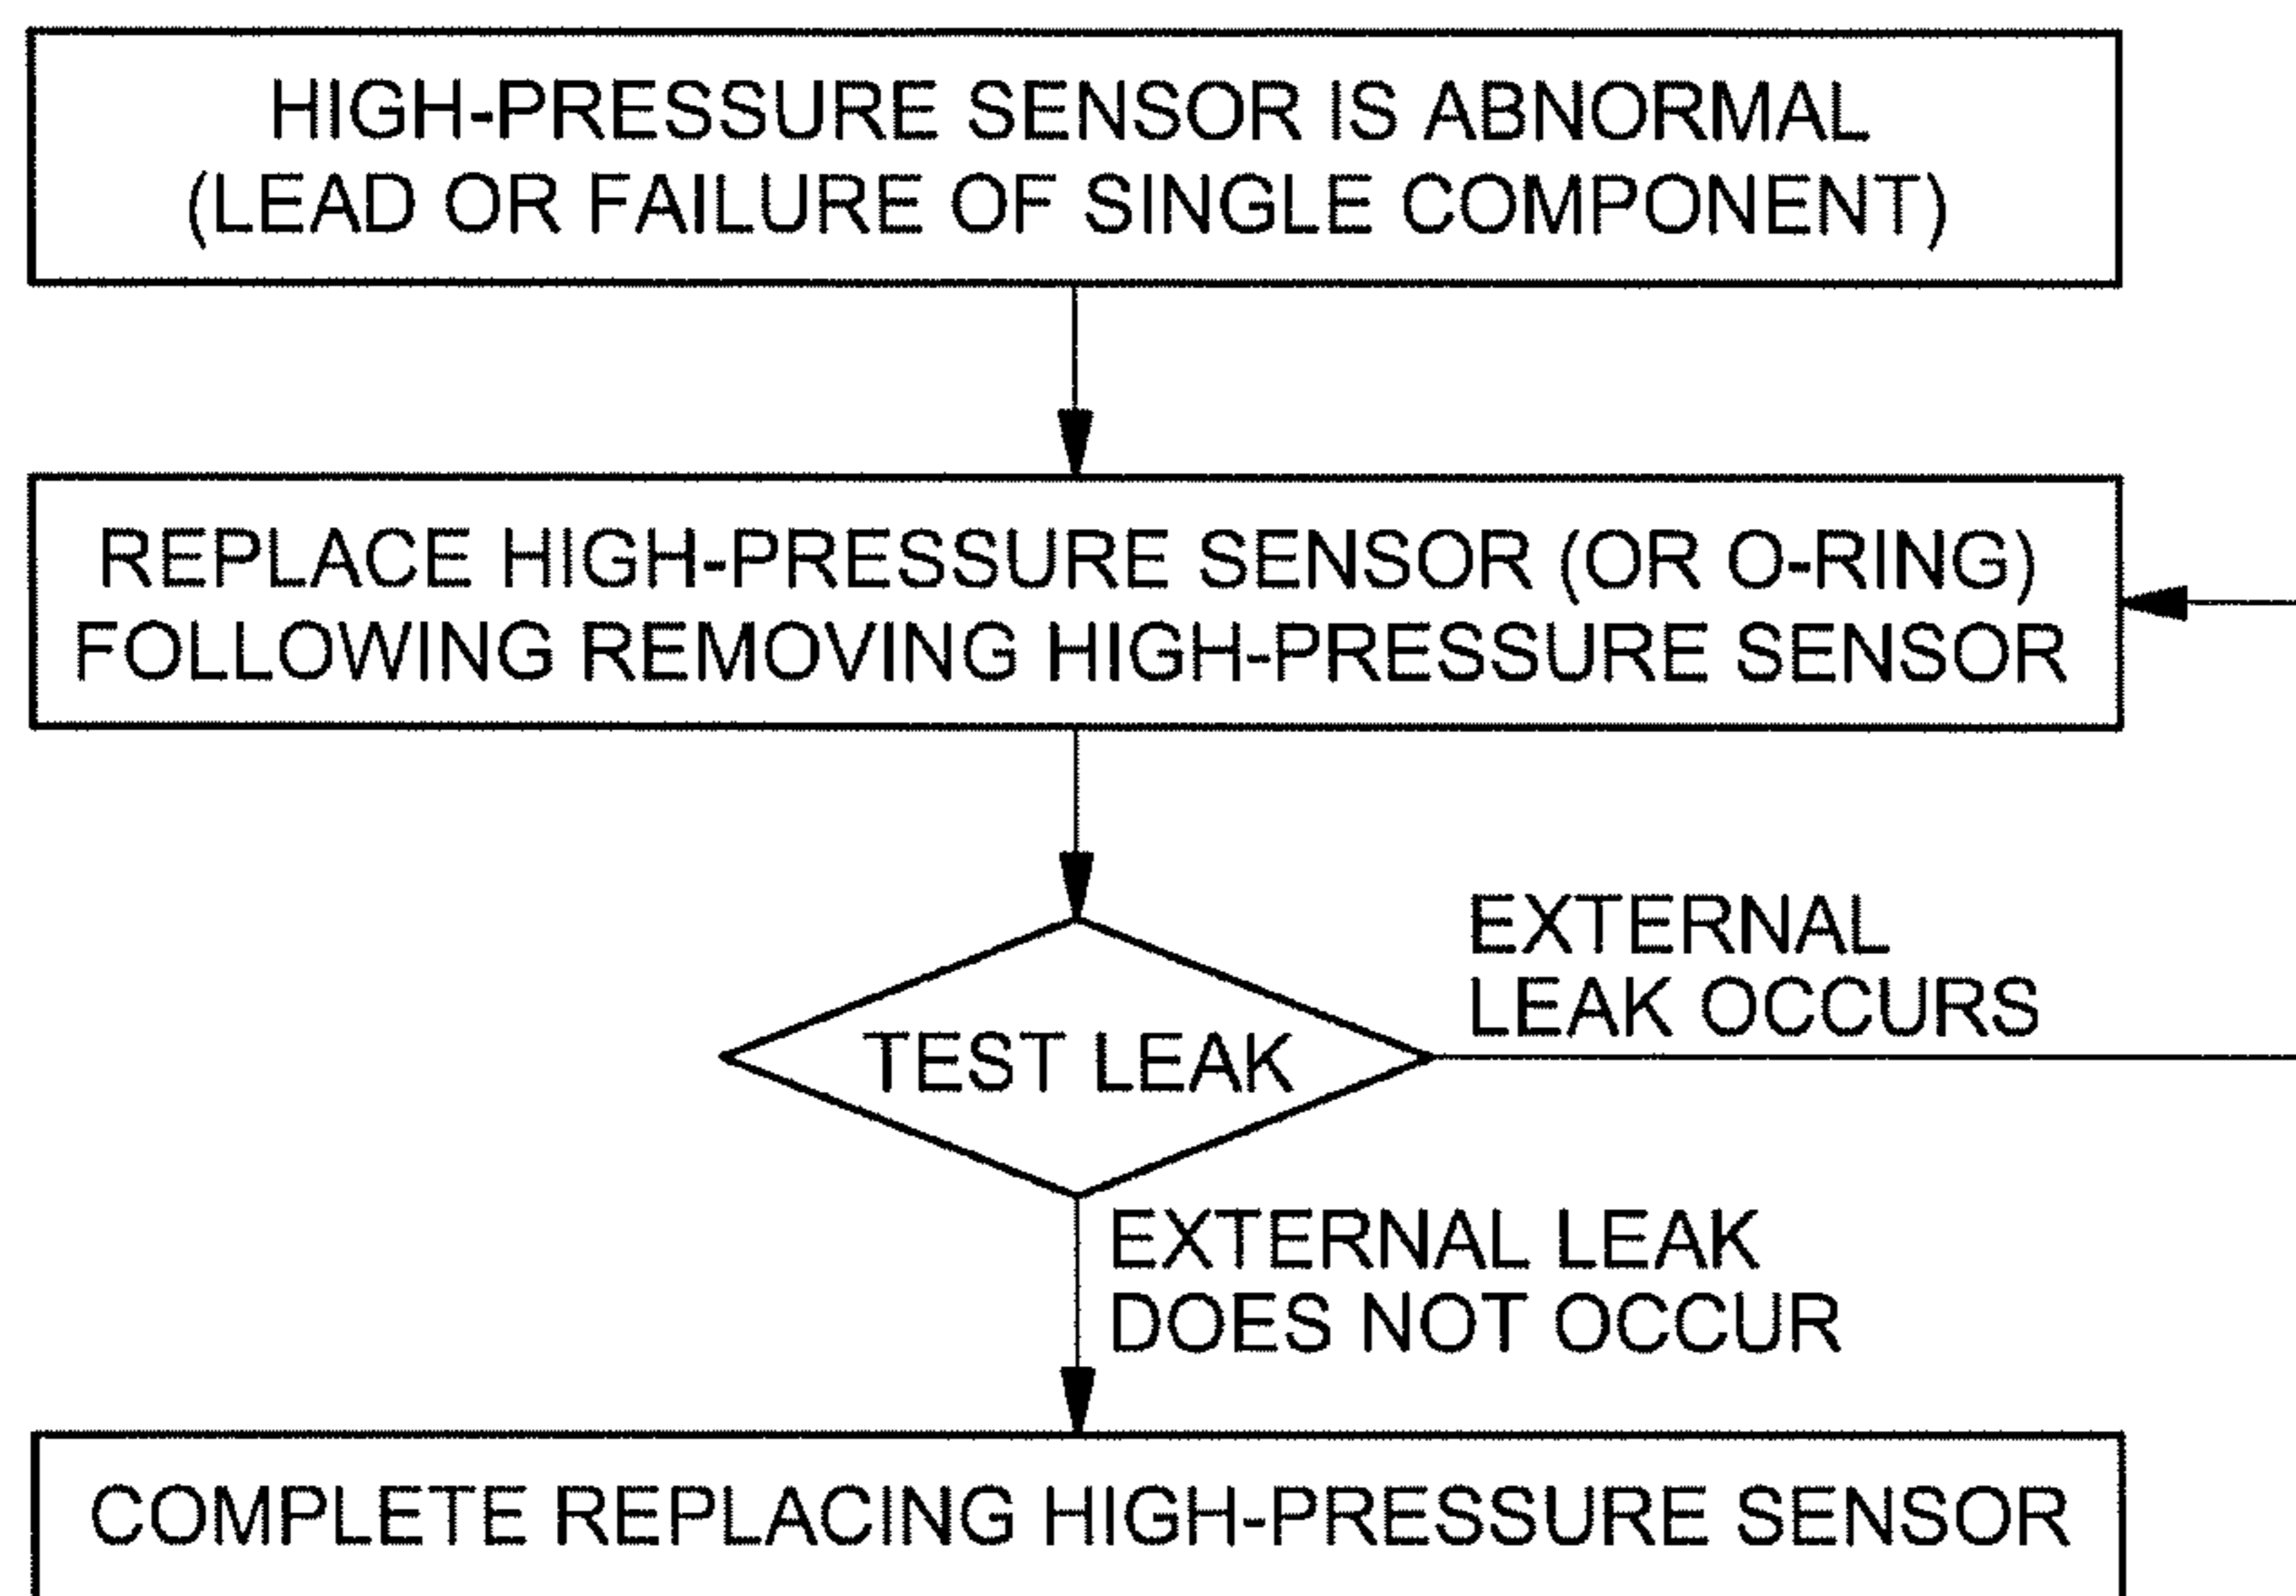 HIGH-PRESSURE SENSOR IS ABNORMAL
(LEAD OR FAILURE OF SINGLE COMPONENT)
REPLACE HIGH-PRESSURE SENSOR (OR O-RING)
FOLLOWING REMOVING HIGH-PRESSURE SENSOR
EXTERNAL
LEAK OCCURS
TEST LEAK
EXTERNAL LEAK
DOES NOT OCCUR
COMPLETE REPLACING HIGH-PRESSURE SENSOR